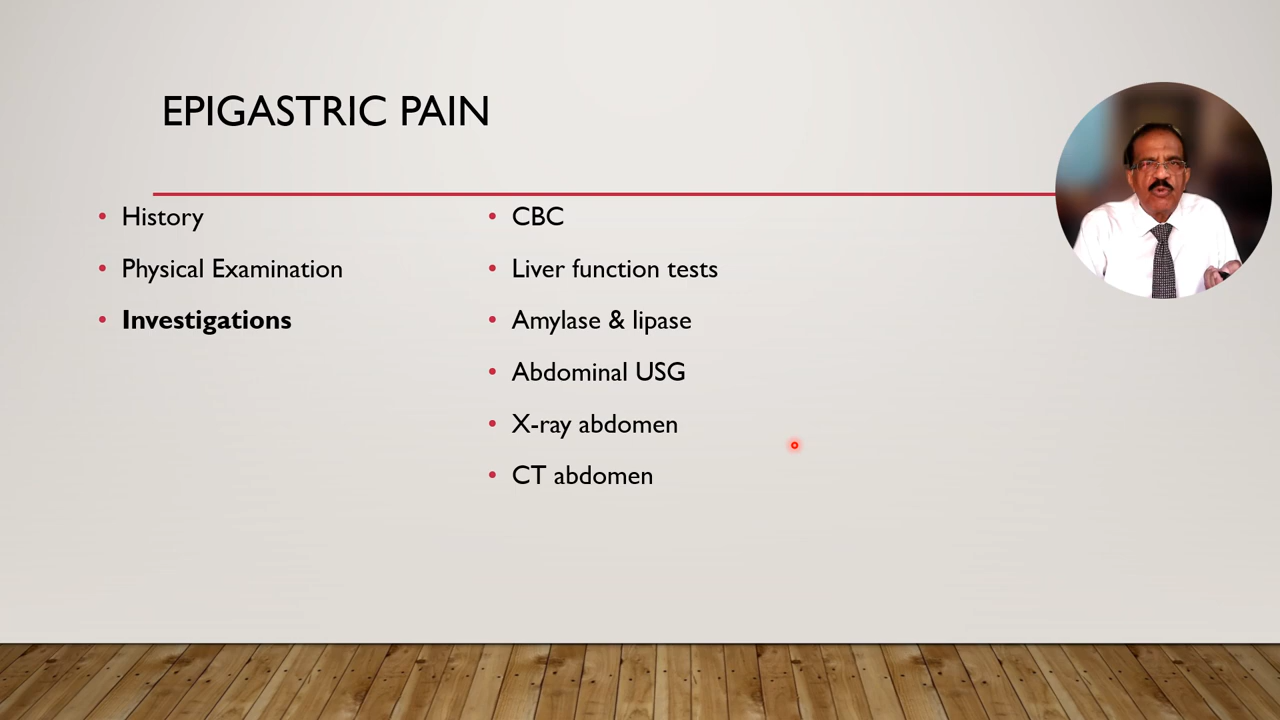 EPIGASTRIC PAIN
• History
• Physical Examination
• Investigations
• CBC
• Liver function tests
• Amylase & lipase
• Abdominal USG
• X-ray abdomen
• CT abdomen